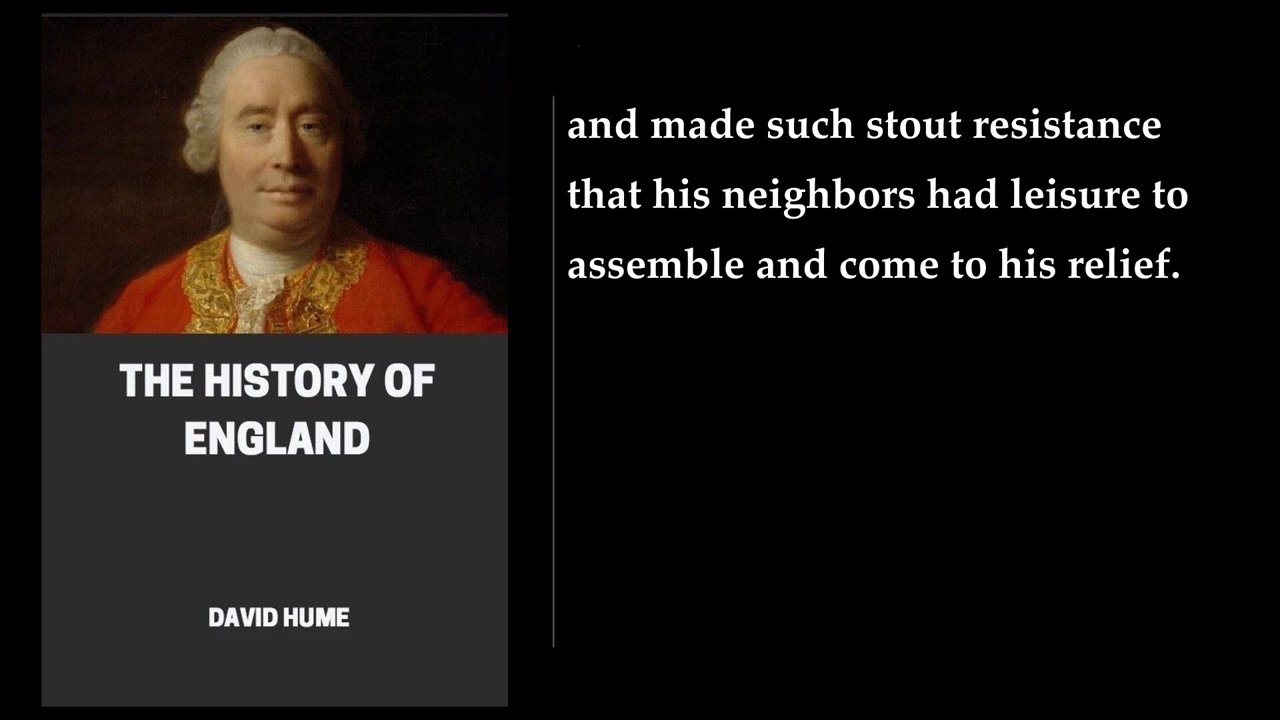 THE HISTORY OF
ENGLAND
DAVID HUME
and made such stout resistance
that his neighbors had leisure to
assemble and come to his relief.